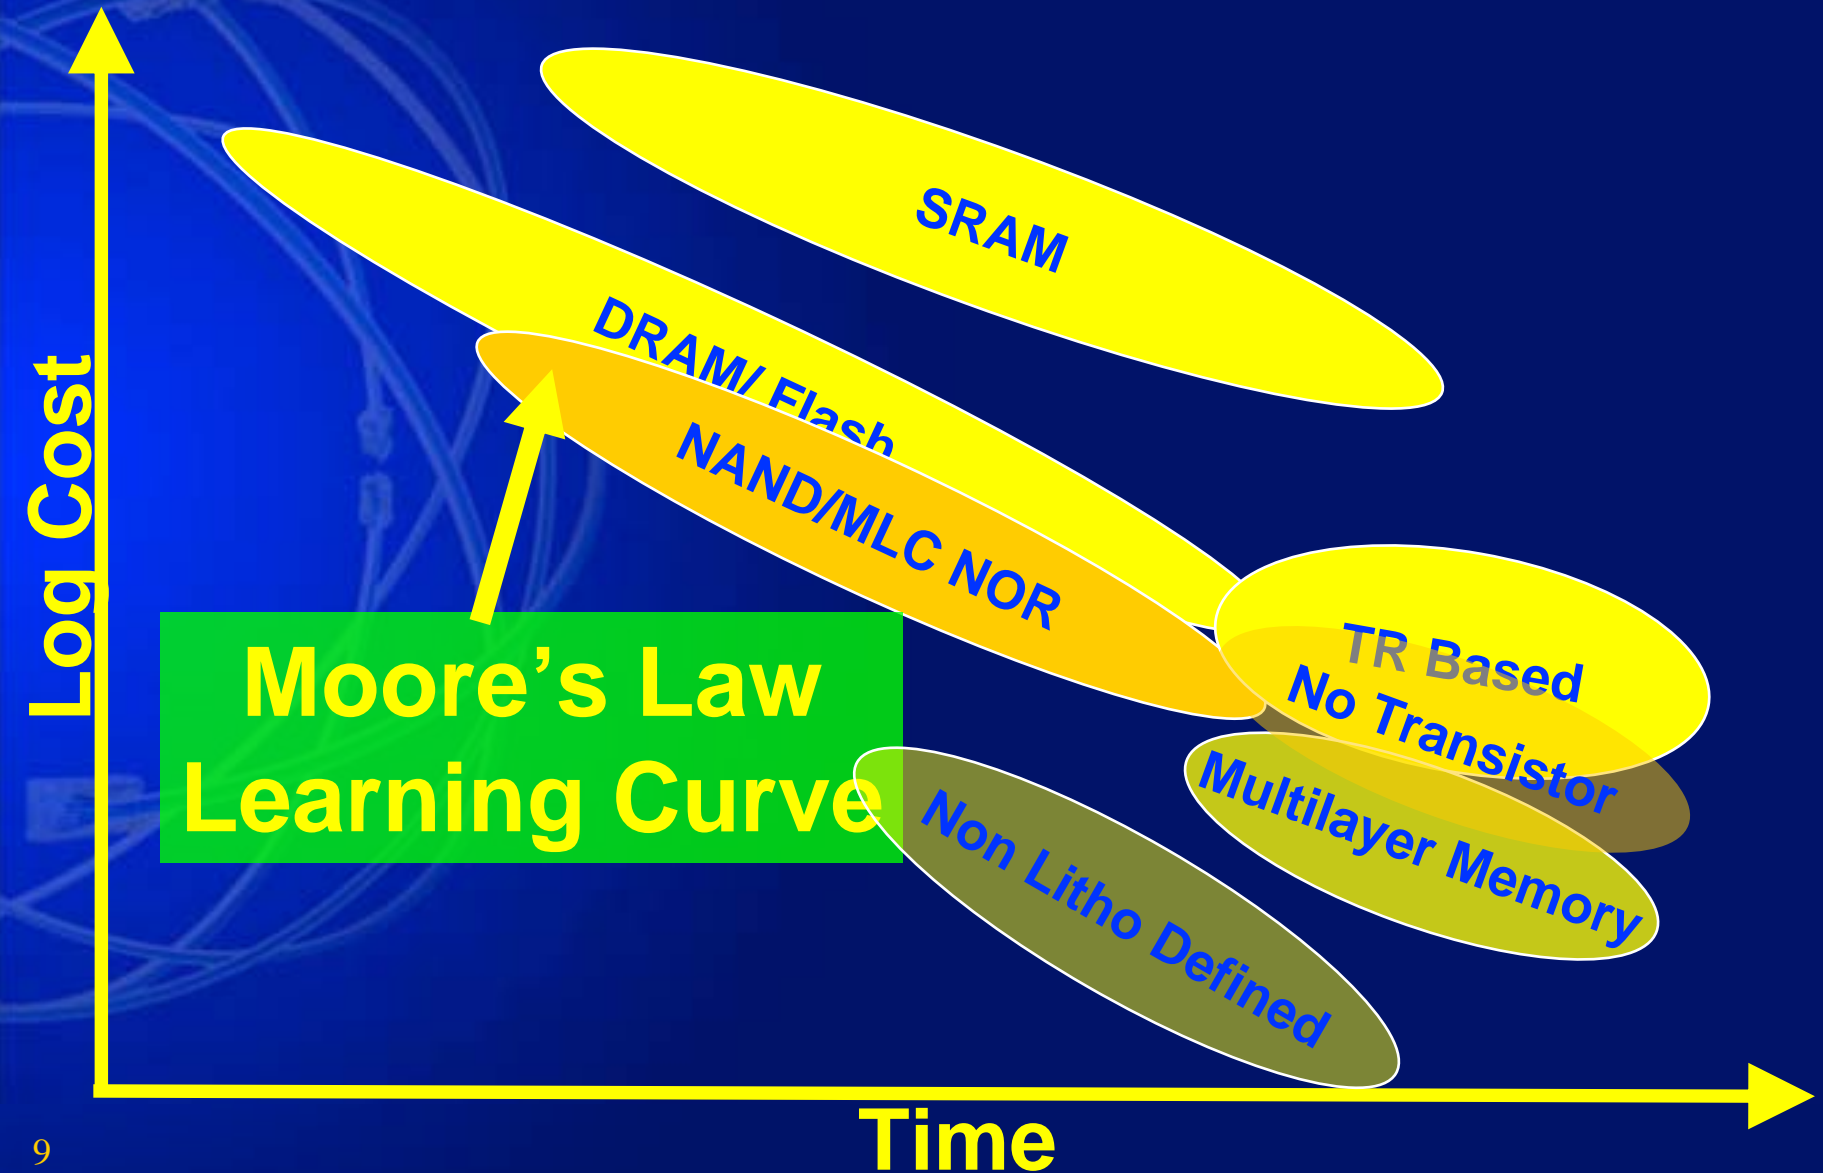 SRAM
DRAM/ Flash
NAND/MLC NOR
Log Cost
TR Based
No Transistor
Moore’s Law
Learning Curve
Multilayer Memory
Non Litho Defined
Time
9